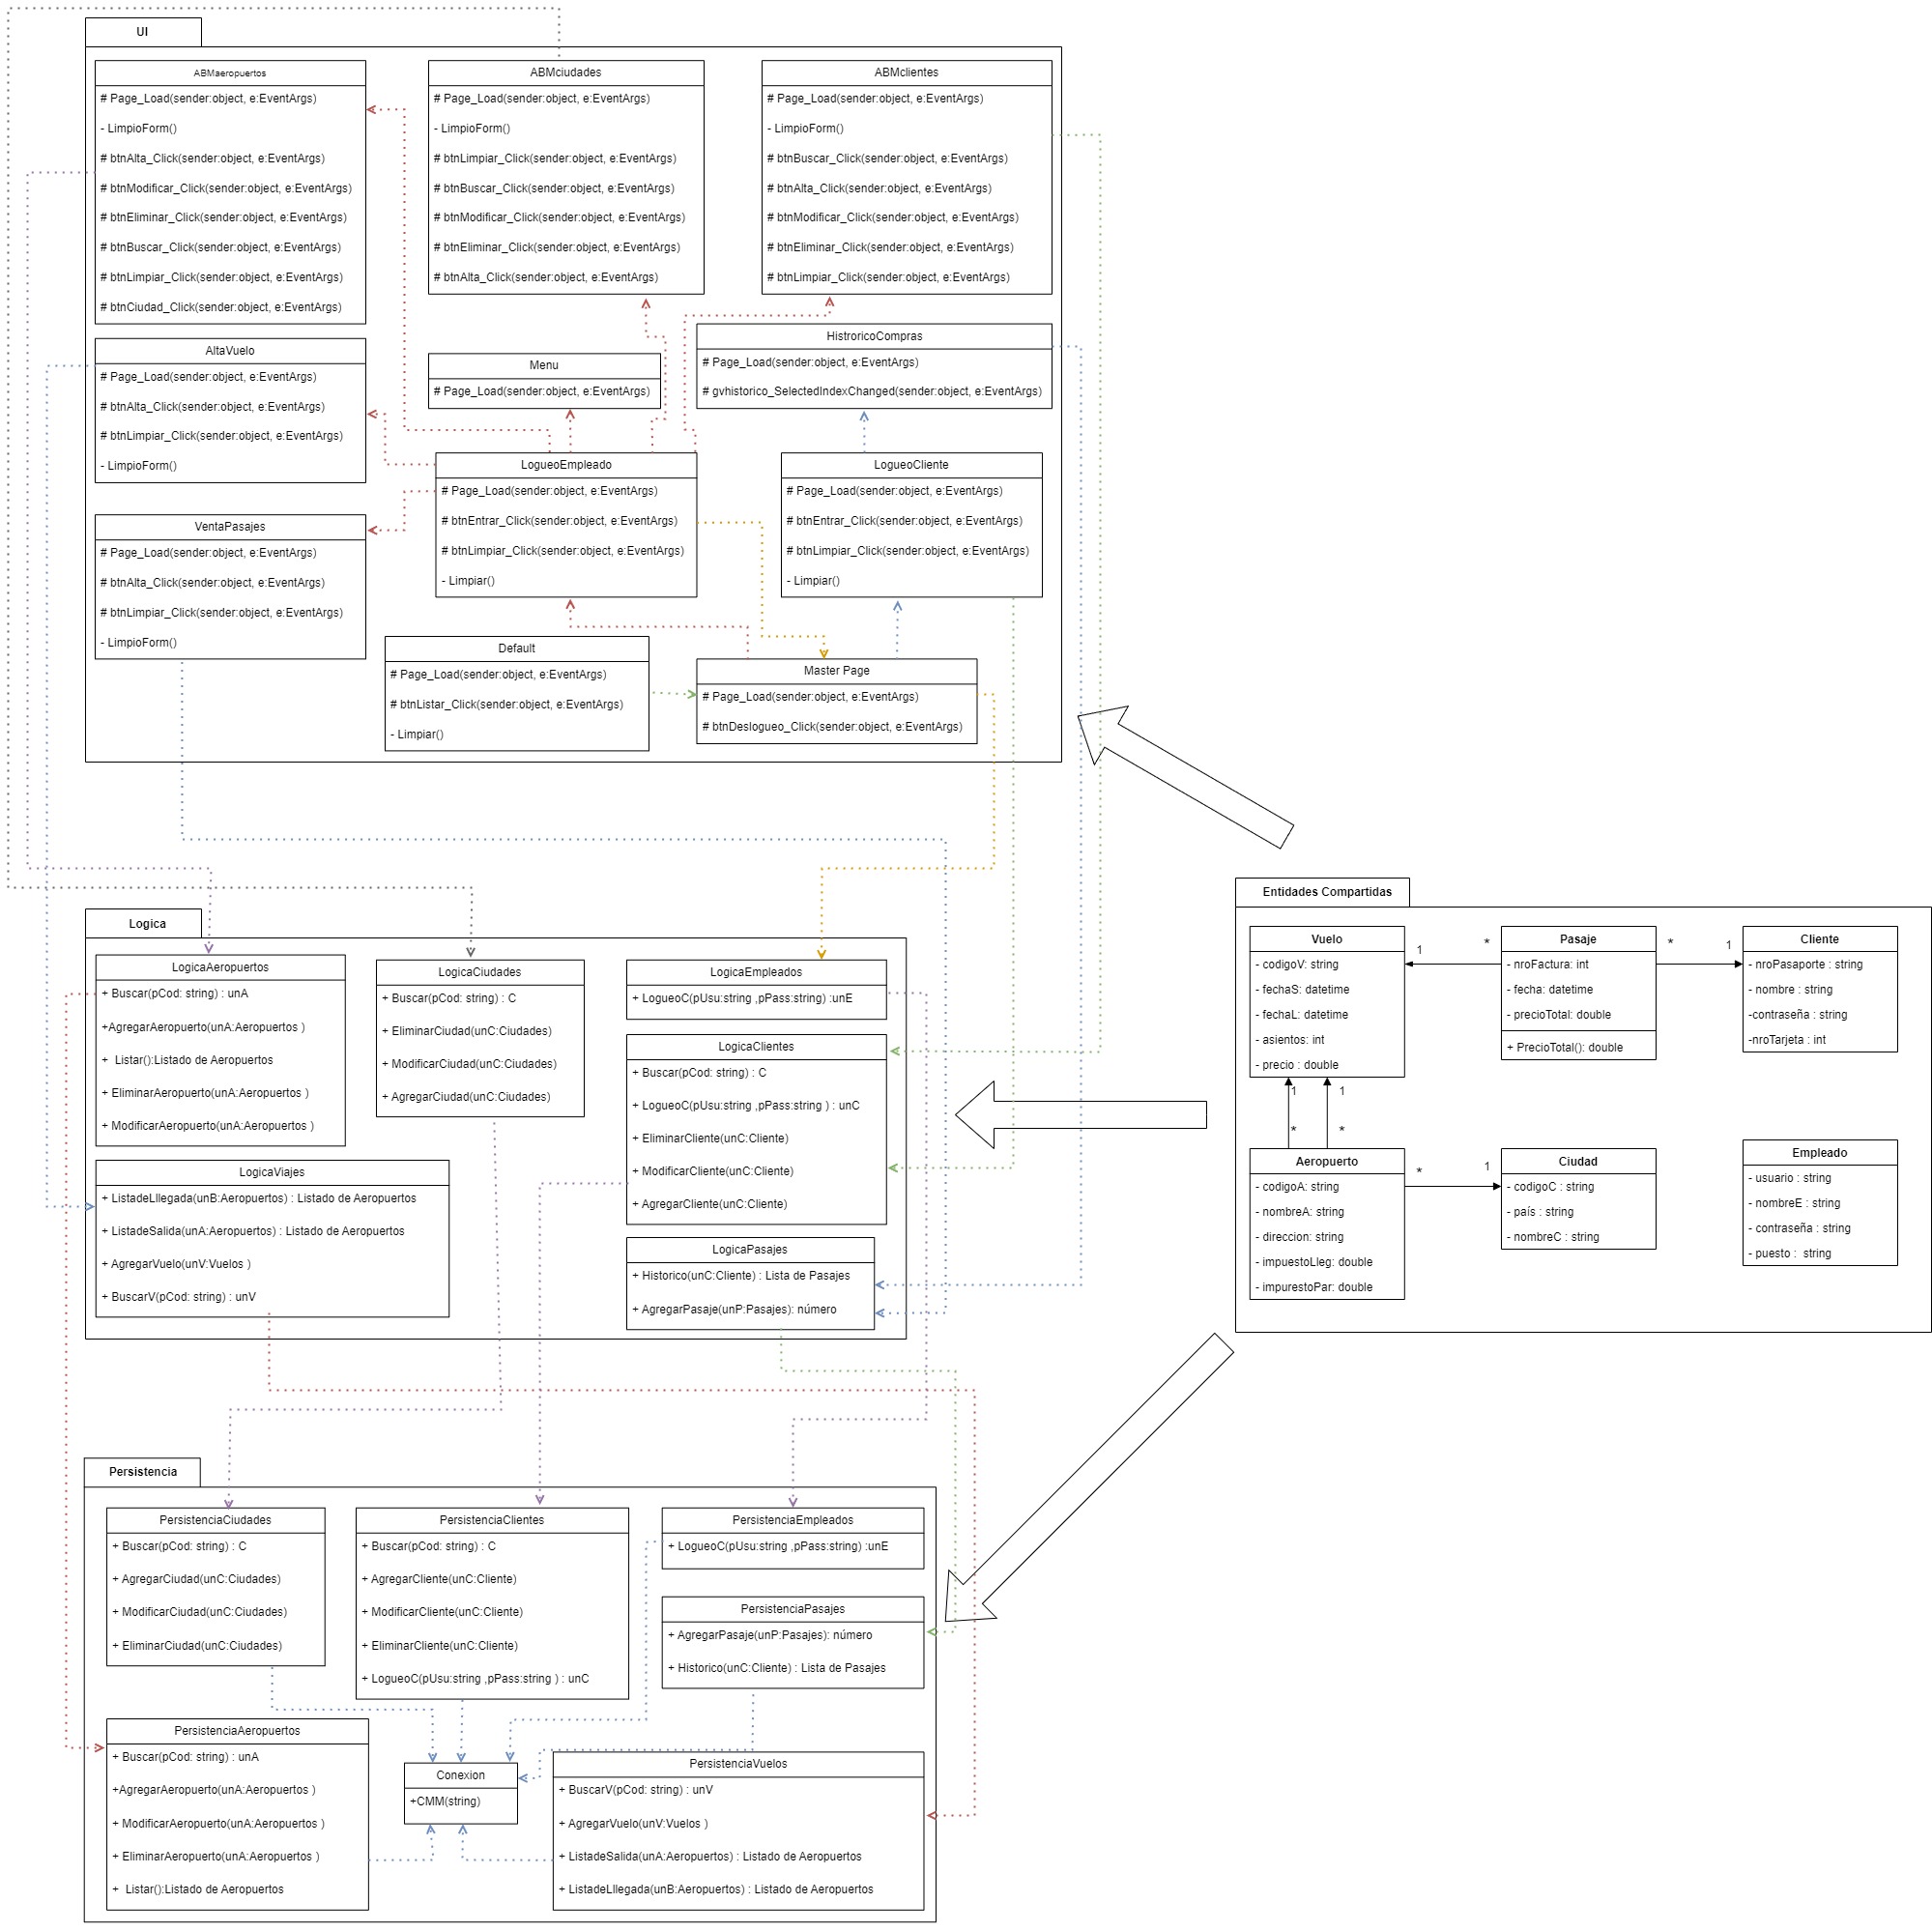 UI
ABMaeropuertos
# Page_Load(sender:object, e:EventArgs)
- LimpioForm()
# btnAlta_Click(sender:object, e:EventArgs)
# btnModificar_Click(sender:object, e:EventArgs)
# btnEliminar_Click(sender:object, e:EventArgs)
# btnBuscar_Click(sender:object, e:EventArgs)
# btnLimpiar_Click(sender:object, e:EventArgs)
# btnCiudad_Click(sender:object, e:EventArgs)
ABMciudades
# Page_Load(sender:object, e:EventArgs)
- LimpioForm()
# btnLimpiar_Click(sender:object, e:EventArgs)
# btnBuscar_Click(sender:object, e:EventArgs)
# btnModificar_Click(sender:object, e:EventArgs)
# btnEliminar_Click(sender:object, e:EventArgs)
# btnAlta_Click(sender:object, e:EventArgs)
ABMclientes
# Page_Load(sender:object, e:EventArgs)
- LimpioForm()
# btnBuscar_Click(sender:object, e:EventArgs)
# btnAlta_Click(sender:object, e:EventArgs)
# btnModificar_Click(sender:object, e:EventArgs)
# btnEliminar_Click(sender:object, e:EventArgs)
# btnLimpiar_Click(sender:object, e:EventArgs)
AltaVuelo
# Page_Load(sender:object, e:EventArgs)
# btnAlta_Click(sender:object, e:EventArgs)
# btnLimpiar_Click(sender:object, e:EventArgs)
- LimpioForm()
Menu
# Page_Load(sender:object, e:EventArgs)
HistroricoCompras
# Page_Load(sender:object, e:EventArgs)
# gvhistorico_SelectedIndexChanged(sender:object, e:EventArgs)
VentaPasajes
# Page_Load(sender:object, e:EventArgs)
# btnAlta_Click(sender:object, e:EventArgs)
# btnLimpiar_Click(sender:object, e:EventArgs)
- LimpioForm()
LogueoEmpleado
# Page_Load(sender:object, e:EventArgs)
# btnEntrar_Click(sender:object, e:EventArgs)
# btnLimpiar_Click(sender:object, e:EventArgs)
- Limpiar()
LogueoCliente
# Page_Load(sender:object, e:EventArgs)
# btnEntrar_Click(sender:object, e:EventArgs)
# btnLimpiar_Click(sender:object, e:EventArgs)
- Limpiar()
Default
# Page_Load(sender:object, e:EventArgs)
# btnListar_Click(sender:object, e:EventArgs)
- Limpiar()
Master Page
# Page_Load(sender:object, e:EventArgs)
# btnDeslogueo_Click(sender:object, e:EventArgs)
Logica
LogicaAeropuertos
+ Buscar(pCod: string) : unA
+AgregarAeropuerto(unA:Aeropuertos )
+ Listar():Listado de Aeropuertos
+ EliminarAeropuerto(unA:Aeropuertos )
+ ModificarAeropuerto(unA:Aeropuertos )
LogicaCiudades
+ Buscar(pCod: string) : C
+ EliminarCiudad(unC:Ciudades)
+ ModificarCiudad(unC:Ciudades)
+ AgregarCiudad(unC:Ciudades)
LogicaEmpleados
+ LogueoC(pUsu:string ,pPass:string) :unE
LogicaClientes
+ Buscar(pCod: string) : C
+ LogueoC(pUsu:string ,pPass:string ) : unC
+ EliminarCliente(unC:Cliente)
+ ModificarCliente(unC:Cliente)
+ AgregarCliente(unC:Cliente)
LogicaViajes
+ ListadeLllegada(unB:Aeropuertos) : Listado de Aeropuertos
+ ListadeSalida(unA:Aeropuertos) : Listado de Aeropuertos
+ AgregarVuelo(unV:Vuelos )
+ BuscarV(pCod: string) : unV
LogicaPasajes
+ Historico(unC:Cliente) : Lista de Pasajes
+ AgregarPasaje(unP:Pasajes): número
Entidades Compartidas
Vuelo
- codigoV: string
- fechaS: datetime
- fechaL: datetime
- asientos: int
- precio : double
1
*
Pasaje
- nroFactura: int
- fecha: datetime
- precioTotal: double
+ PrecioTotal(): double
*
1
Cliente
- nroPasaporte : string
- nombre : string
-contraseña : string
-nroTarjeta : int
1
1
*
*
Aeropuerto
- codigoA: string
- nombreA: string
- direccion: string
- impuestoLleg: double
- impurestoPar: double
*
1
Ciudad
- codigoC : string
- país : string
- nombreC : string
Empleado
- usuario : string
- nombreE : string
- contraseña : string
- puesto : string
Persistencia
PersistenciaCiudades
+ Buscar(pCod: string) : C
+ AgregarCiudad(unC:Ciudades)
+ ModificarCiudad(unC:Ciudades)
+ EliminarCiudad(unC:Ciudades)
PersistenciaClientes
+ Buscar(pCod: string) : C
+ AgregarCliente(unC:Cliente)
+ ModificarCliente(unC:Cliente)
+ EliminarCliente(unC:Cliente)
+ LogueoC(pUsu:string ,pPass:string ) : unC
PersistenciaEmpleados
+ LogueoC(pUsu:string ,pPass:string) :unE
PersistenciaPasajes
+ AgregarPasaje(unP:Pasajes): número
+ Historico(unC:Cliente) : Lista de Pasajes
PersistenciaAeropuertos
+ Buscar(pCod: string) : unA
+AgregarAeropuerto(unA:Aeropuertos )
+ ModificarAeropuerto(unA:Aeropuertos )
+ EliminarAeropuerto(unA:Aeropuertos )
+ Listar():Listado de Aeropuertos
Conexion
+CMM(string)
PersistenciaVuelos
+ BuscarV(pCod: string) : unV
+ AgregarVuelo(unV:Vuelos )
+ ListadeSalida(unA:Aeropuertos) : Listado de Aeropuertos
+ ListadeLllegada(unB:Aeropuertos) : Listado de Aeropuertos